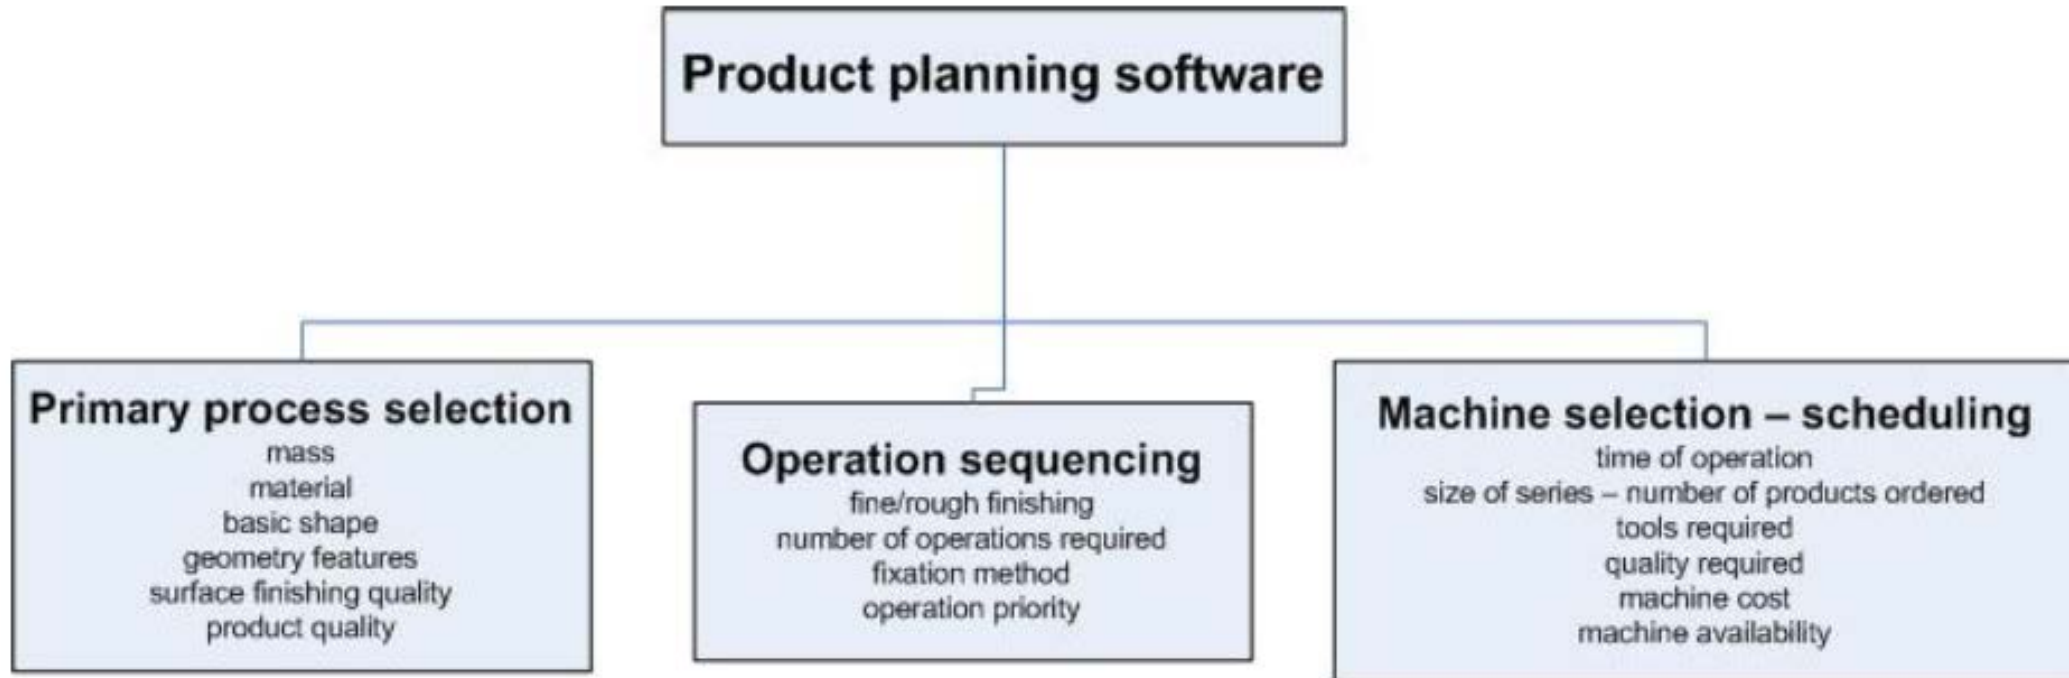 Product planning software
Primary process selection
mass
material
basic shape
geometry features
surface finishing quality
product quality
Operation sequencing
fine/rough finishing
number of operations required
fixation method
operation priority
Machine selection – scheduling
time of operation
size of series – number of products ordered
tools required
quality required
machine cost
machine availability